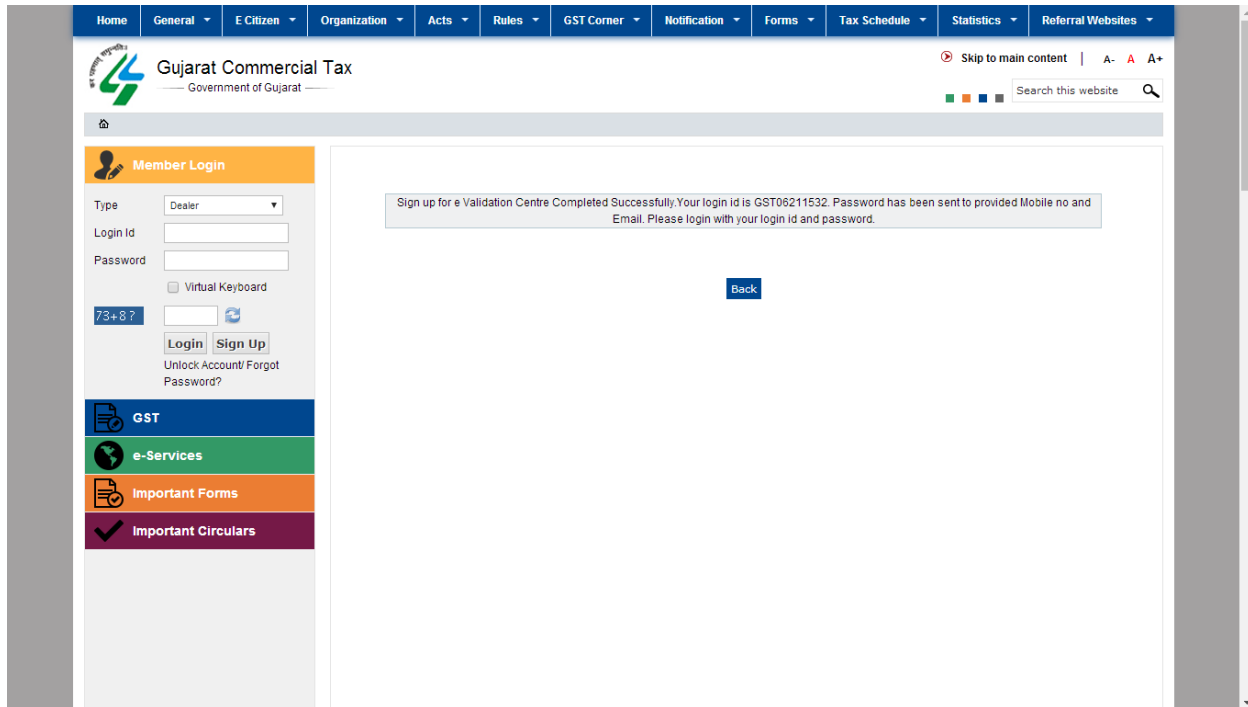 Home General E Citizen Organization Acts Rules GST Corner Notification Forms Tax Schedule Statistics Referral Websites
Skip to main content | A- A A+
Gujarat Commercial Tax
Government of Gujarat
Search this website
Member Login
Type Dealer
Login Id
Password
Virtual Keyboard
73+8 ?
Login Sign Up
Unlock Account/ Forgot
Password?
GST
e-Services
Important Forms
Important Circulars
Sign up for e Validation Centre Completed Successfully.Your login id is GST06211532. Password has been sent to provided Mobile no and
Email. Please login with your login id and password.
Back